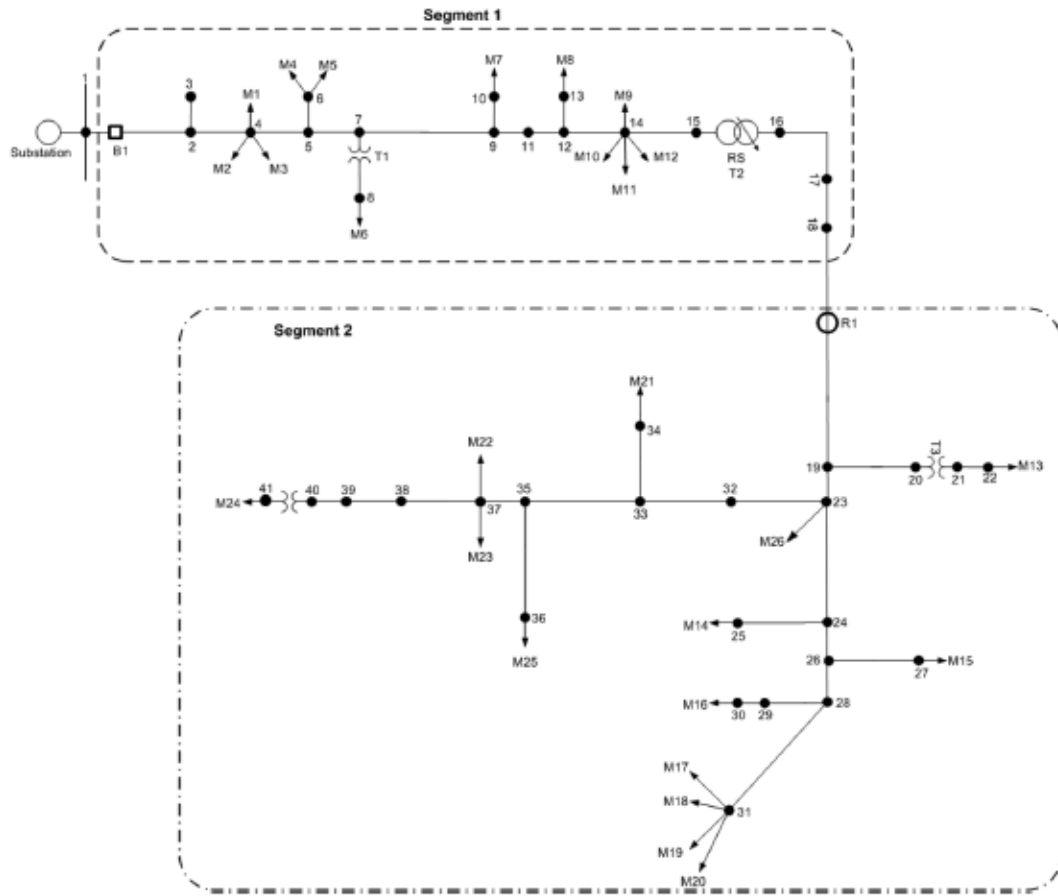 Segment 1
M4
M5
M7
M8
1
3
M1
6
10
13
M9
4
7
14
15
16
Substation
B1
2
5
T1
9
11
12
RS
T2
M2
M3
M10
M12
M11
17
8
M6
18
Segment 2
R1
M21
34
M22
T3
19
M13
20
21
22
41
40
39
38
35
32
23
M24
37
33
M23
M26
36
M14
24
25
M25
26
M15
27
M16
28
30
29
M17
M18
31
M19
M20